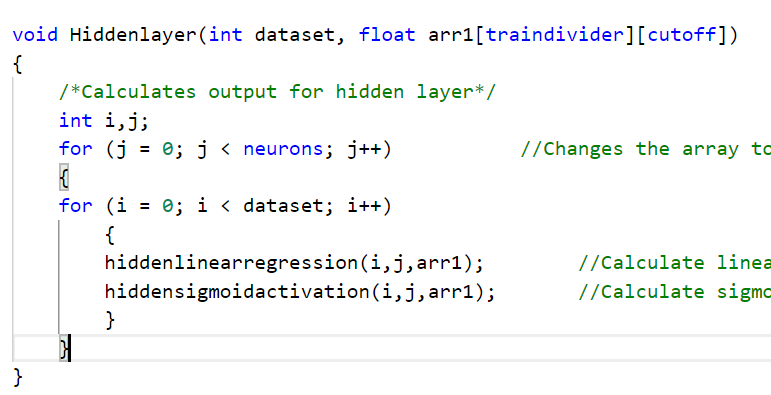 void Hiddenlayer(int dataset, float arr1[traindivider][cutoff])
{
    /*Calculates output for hidden layer*/
    int i,j;
    for (j = 0; j < neurons; j++)           //Changes the array to
    {
    for (i = 0; i < dataset; i++)
        {
        hiddenlinearregression(i,j,arr1);        //Calculate linea
        hiddensigmoidactivation(i,j,arr1);       //Calculate sigmo
        }
    }
}